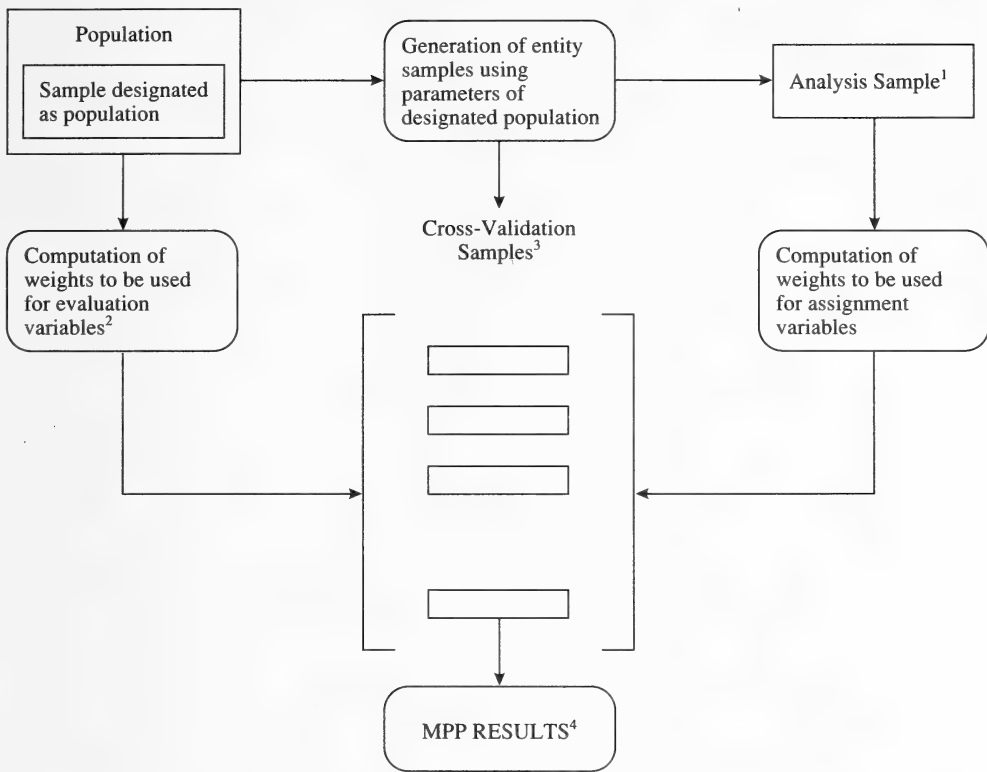 Population
Sample designated
as population
Generation of entity
samples using
parameters of
designated population
Analysis Sample¹
Cross-Validation
Samples³
Computation of
weights to be used
for evaluation
variables²
Computation of
weights to be used
for assignment
variables
MPP RESULTS⁴